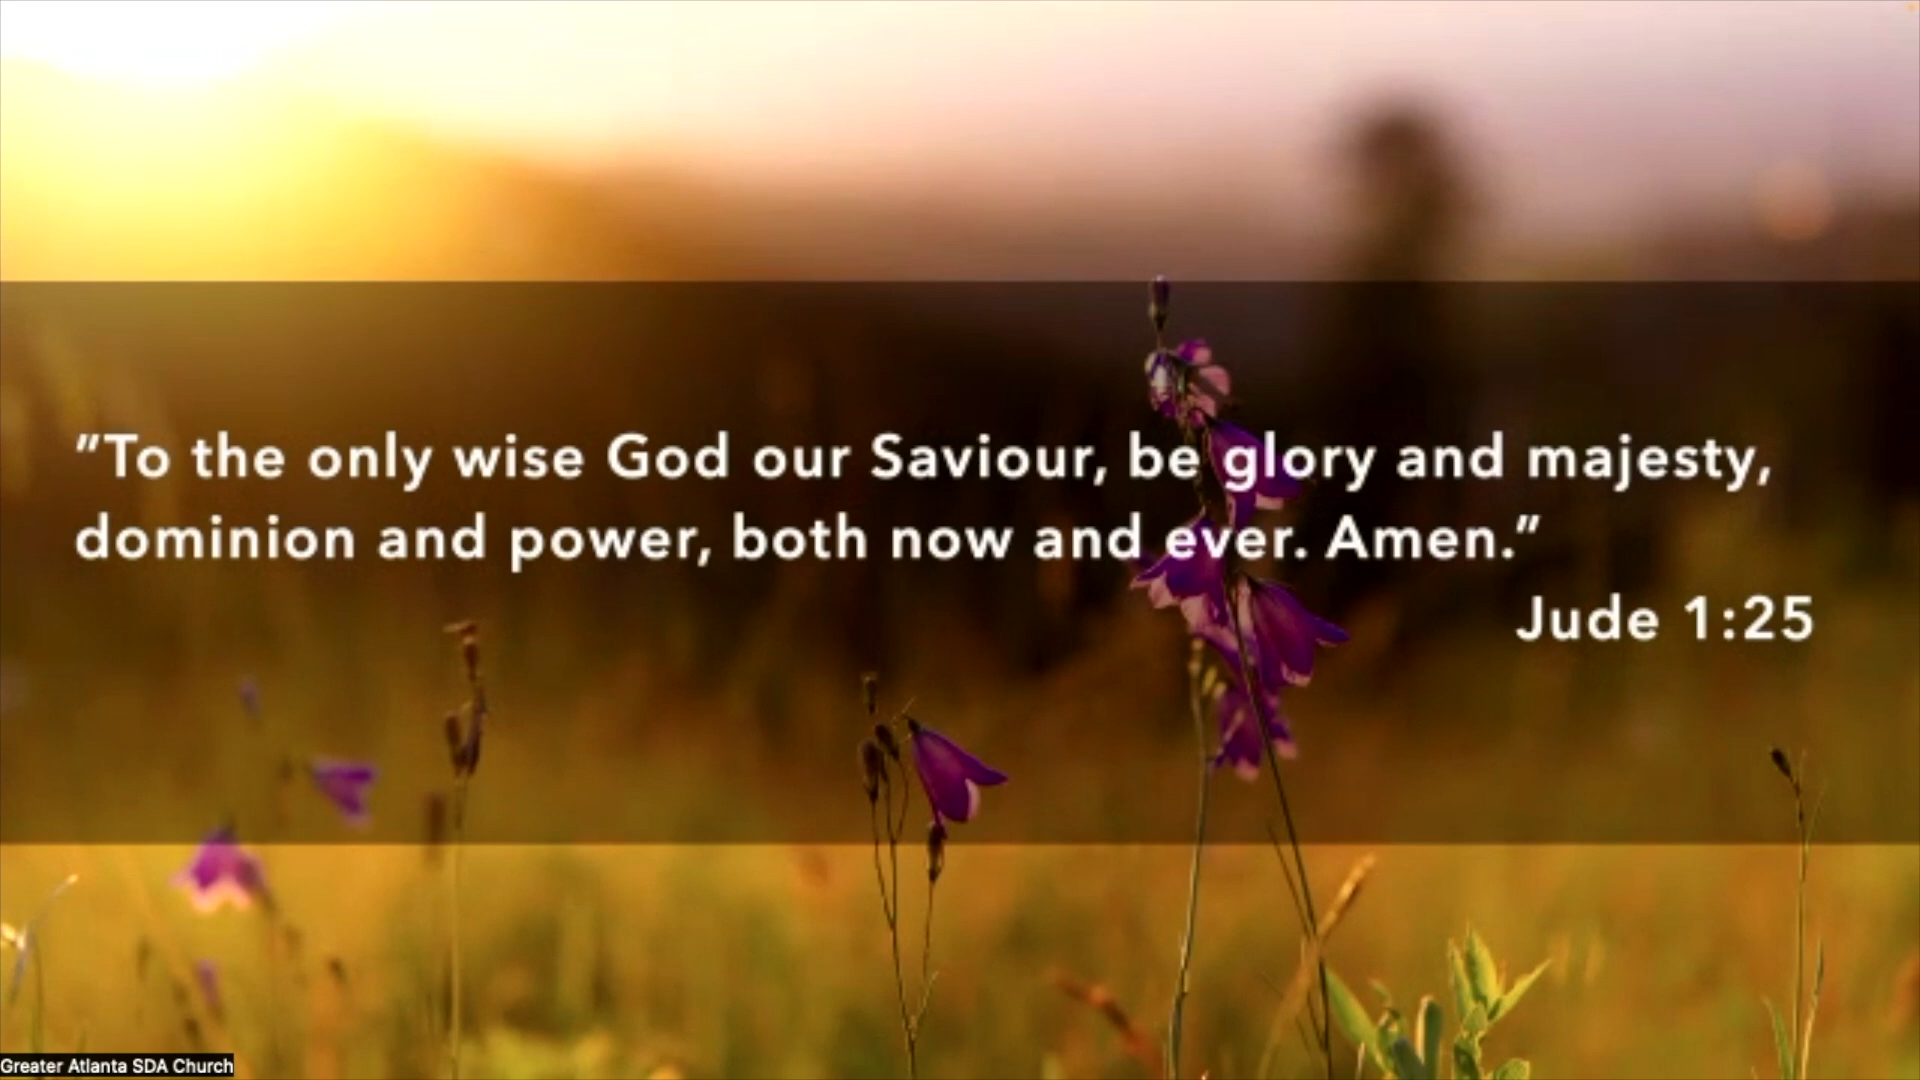 "To the only wise God our Saviour, be glory and majesty,
dominion and power, both now and ever. Amen."
Jude 1:25
Greater Atlanta SDA Church